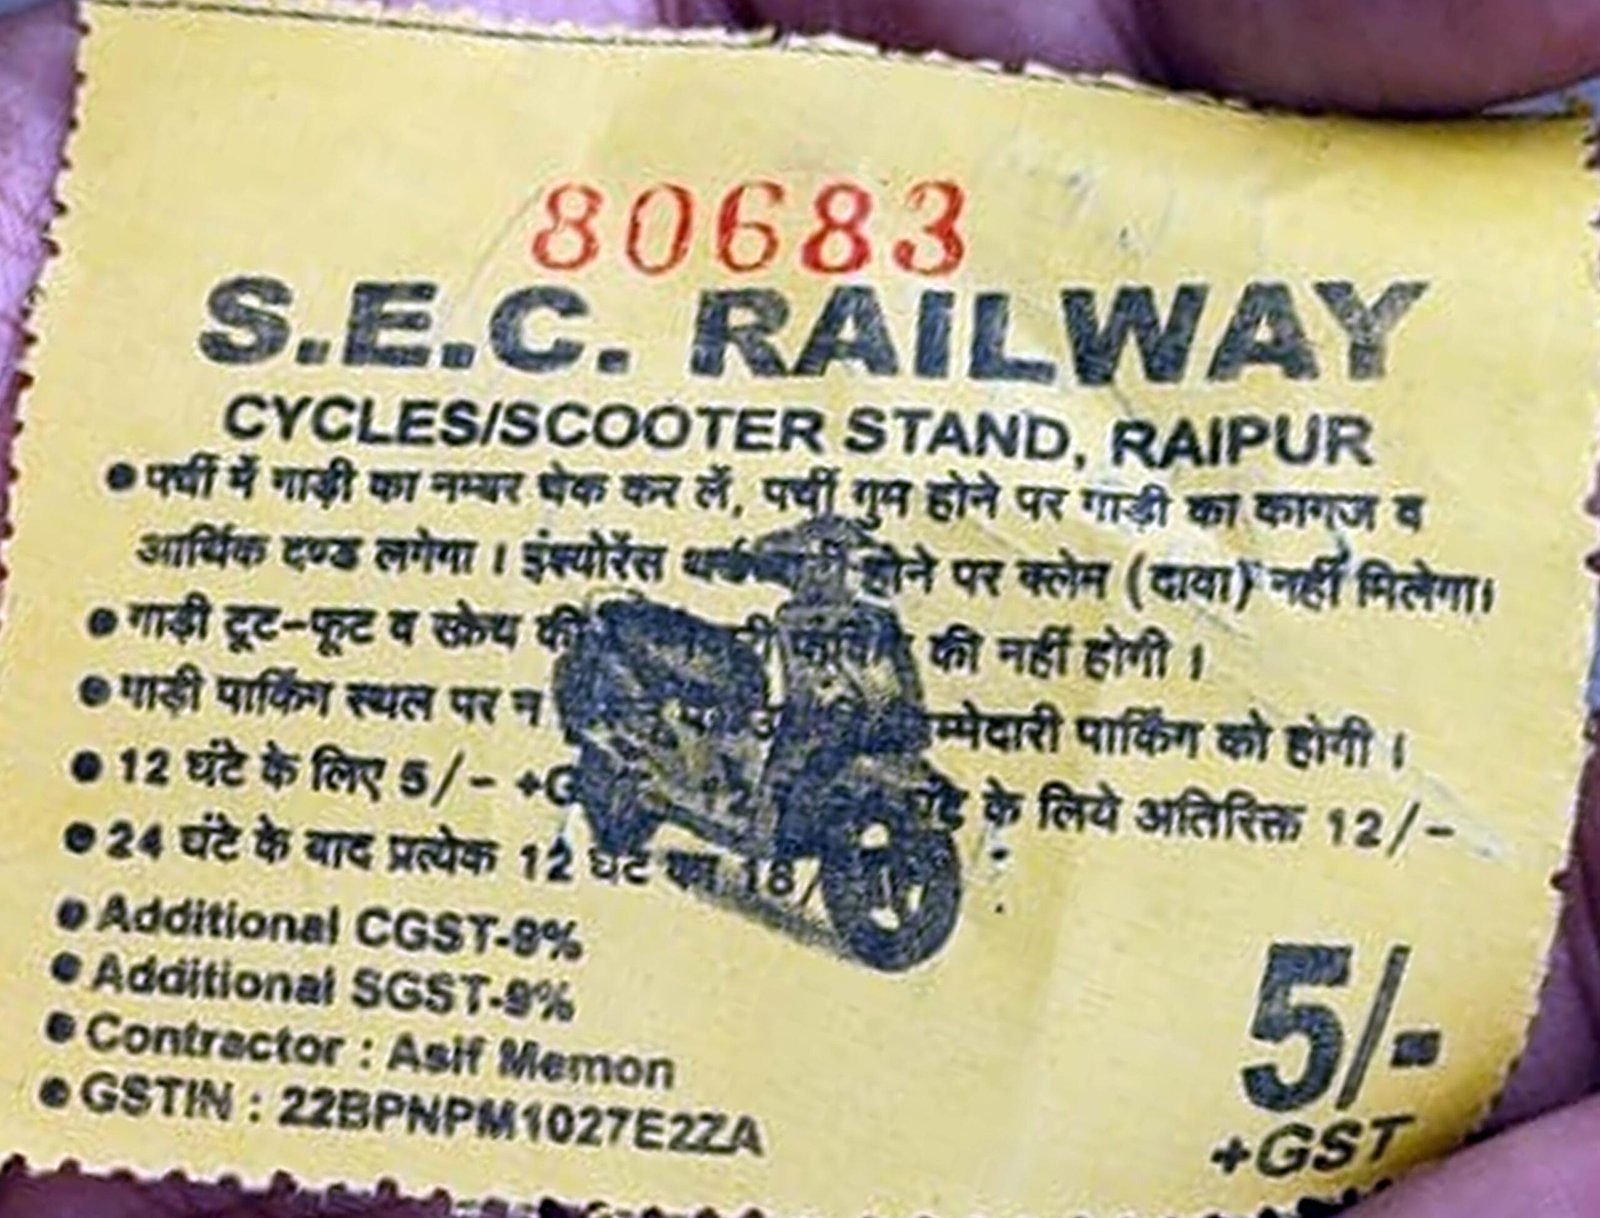 80683
S.E.C. RAILWAY
CYCLES/SCOOTER STAND, RAIPUR
● पर्ची में गाड़ी का नम्बर चेक कर लें, पर्ची गुम होने पर गाड़ी का कागज व
आर्थिक दण्ड लगेगा । इंश्योरेंस होने पर क्लेम (दावा) नहीं मिलेगा।
● गाड़ी टूट-फूट व स्क्रेच की की नहीं होगी ।
● गाड़ी पार्किंग स्थल पर न पार्किंग को होगी ।
● 12 घंटे के लिए 5/- के लिये अतिरिक्त 12/-
● 24 घंटे के बाद प्रत्येक 12 घंटे का 18/
● Additional CGST-9%
● Additional SGST-9%
● Contractor : Asif Memon
● GSTIN : 22BPNPM1027E2ZA
5/-
+GST